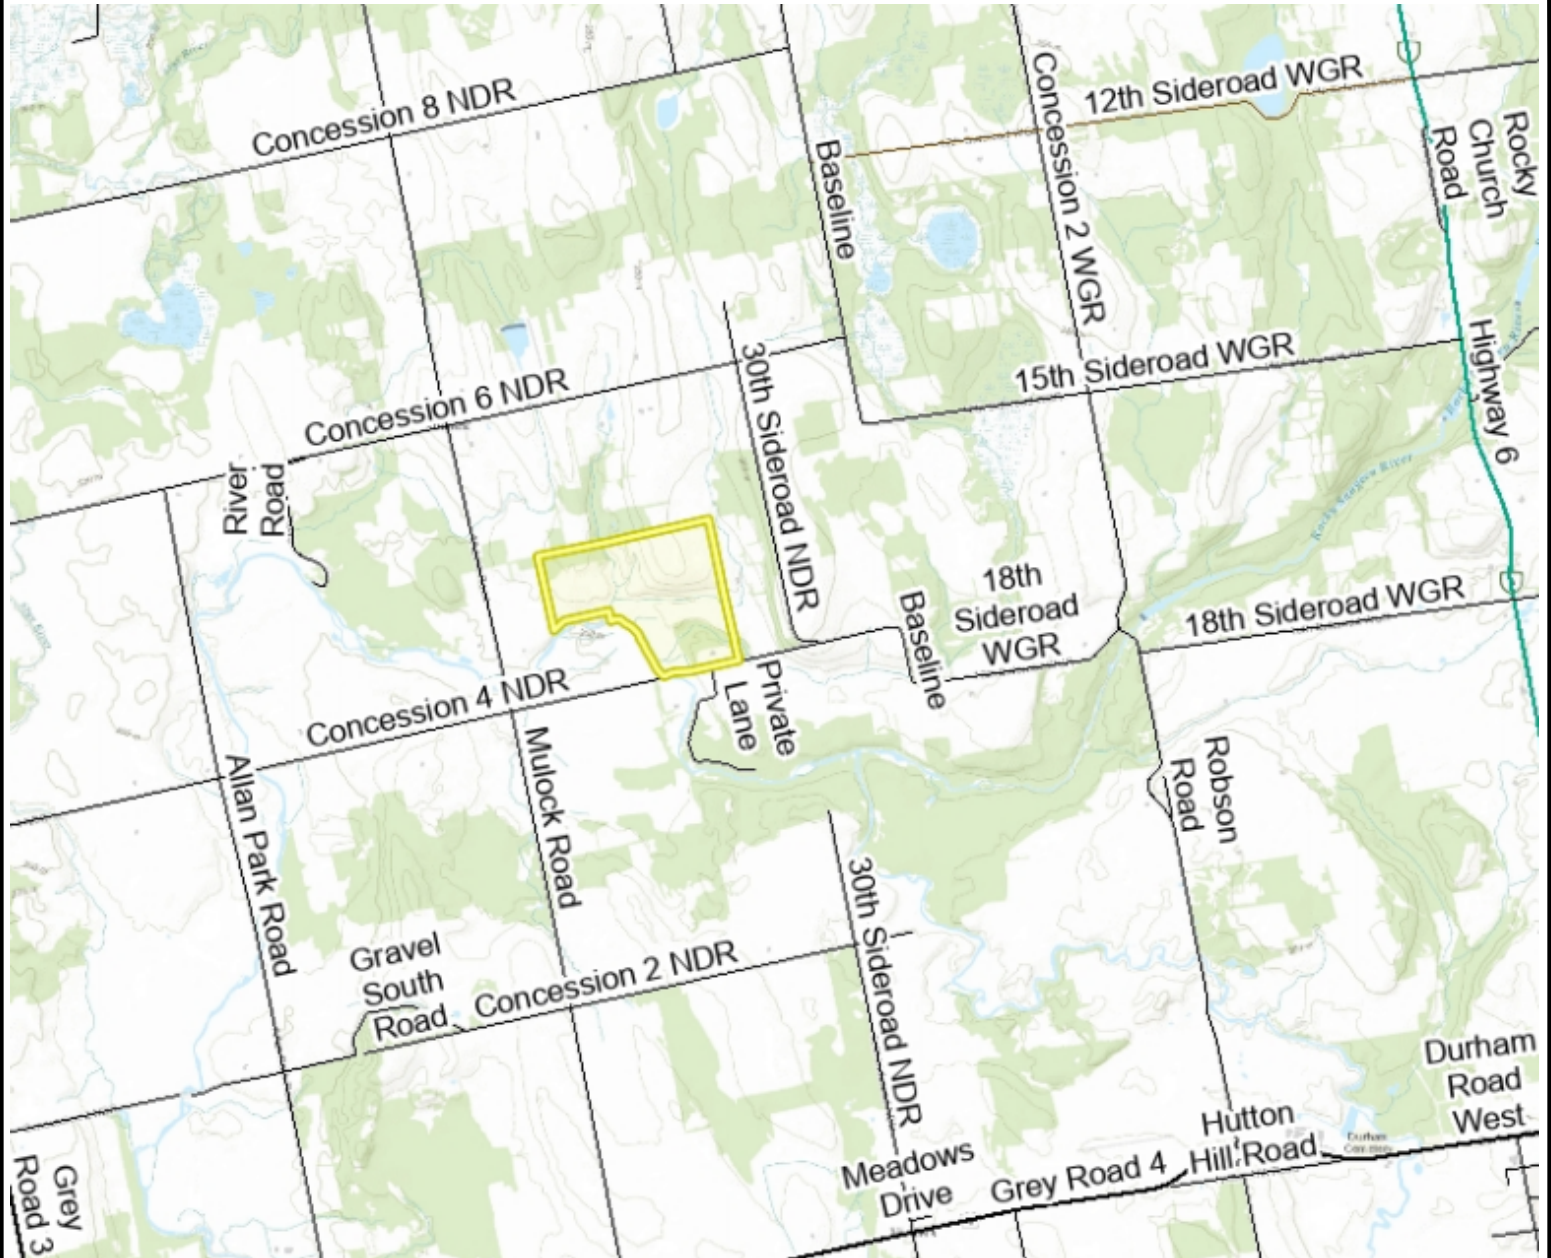 Concession 8 NDR
12th Sideroad WGR
Concession 2 WGR
Baseline
Rocky
Church
Road
Highway 6
15th Sideroad WGR
30th Sideroad NDR
Concession 6 NDR
River
Road
18th
Sideroad
WGR
18th Sideroad WGR
Baseline
Private
Lane
Concession 4 NDR
Mulock Road
Allan Park Road
Robson
Road
30th Sideroad NDR
Gravel
South
Road
Concession 2 NDR
Durham
Road
West
Hutton
Hill Road
Meadows
Drive
Grey Road 4
Grey
Road 3
Durham